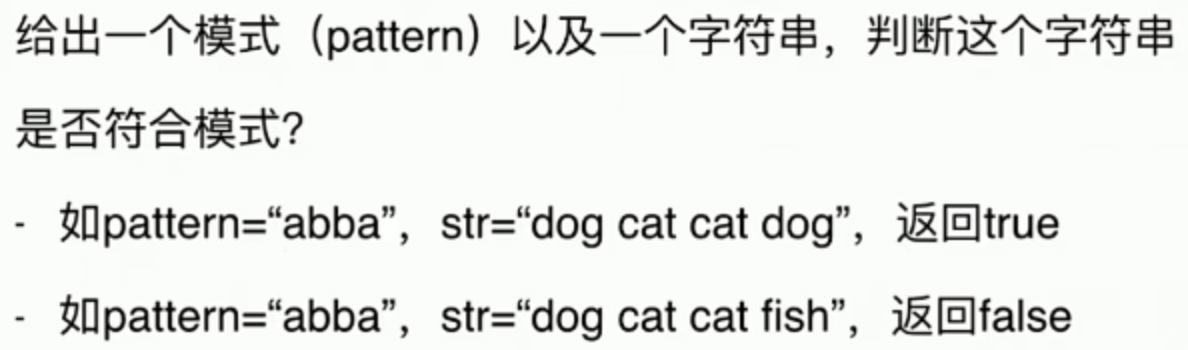 给出一个模式（pattern）以及一个字符串，判断这个字符串
是否符合模式？
- 如pattern=“abba”，str=“dog cat cat dog”，返回true
- 如pattern=“abba”，str=“dog cat cat fish”，返回false